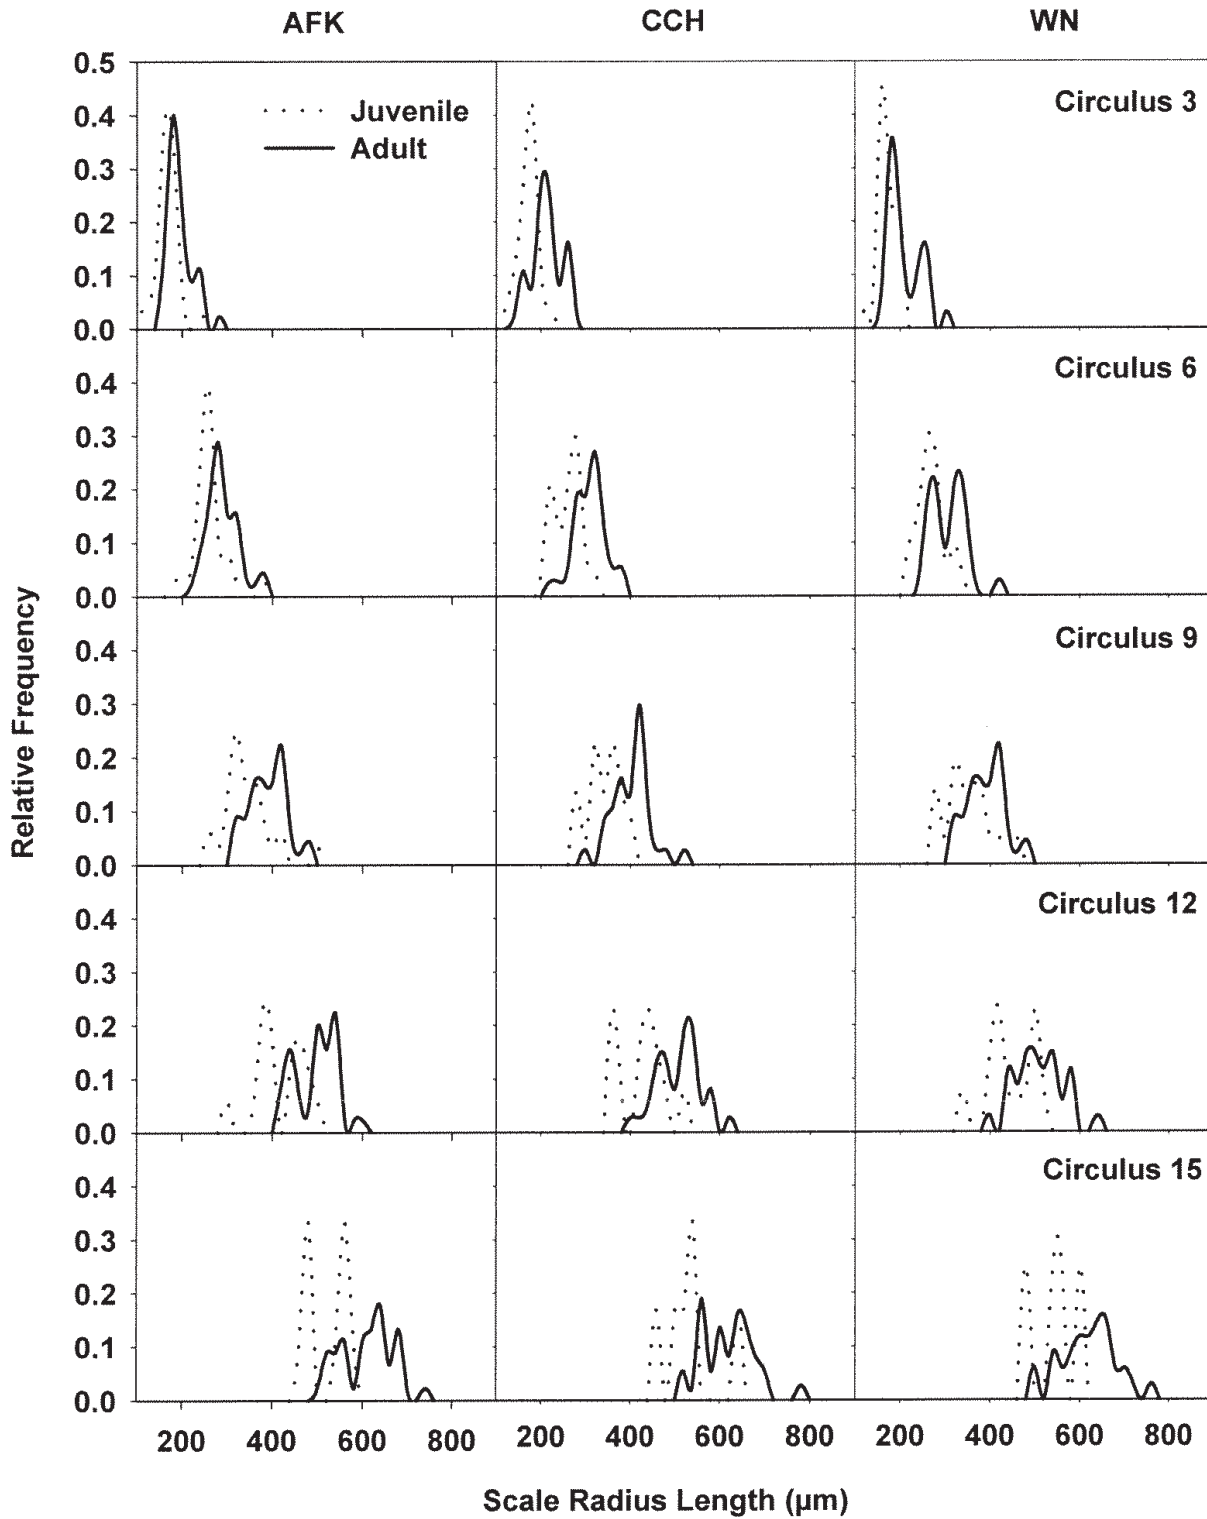 AFK CCH WN
0.5
0.4
0.3
0.2
0.1
0.0
Juvenile
Adult
Circulus 3
0.4
0.3
0.2
0.1
0.0
Circulus 6
0.4
0.3
0.2
0.1
0.0
Circulus 9
0.4
0.3
0.2
0.1
0.0
Circulus 12
0.4
0.3
0.2
0.1
0.0
Circulus 15
Relative Frequency
200 400 600 800 200 400 600 800 200 400 600 800
Scale Radius Length (µm)